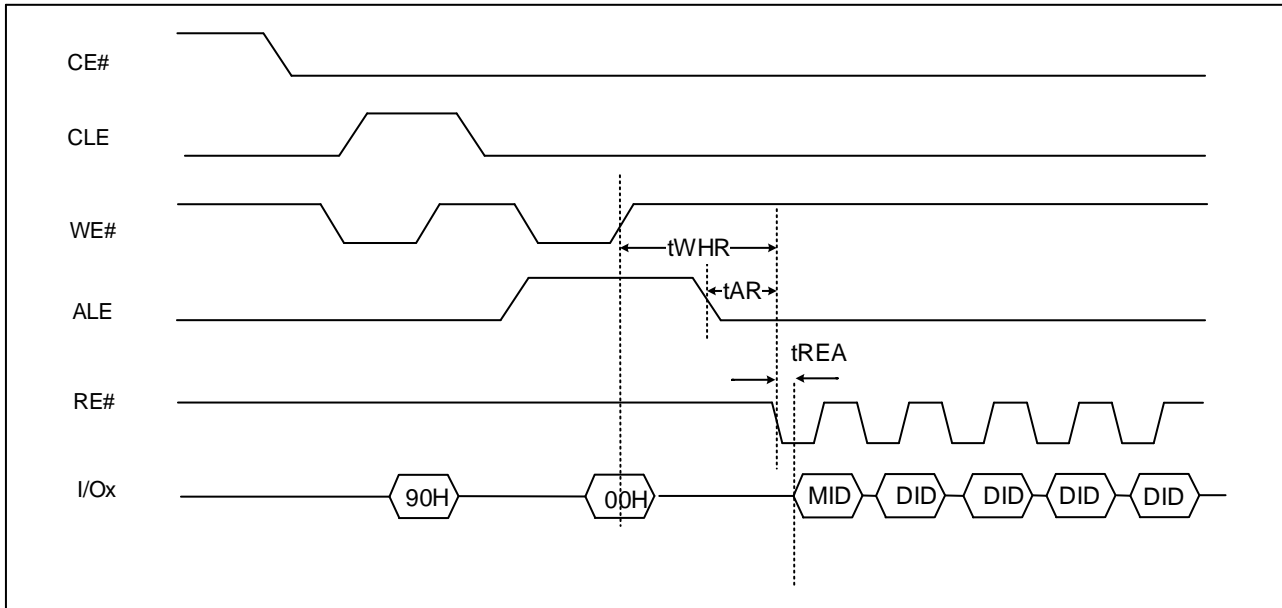 CE#
CLE
WE#
tWHR
ALE
tAR
tREA
RE#
I/Ox
90H
00H
MID
DID
DID
DID
DID